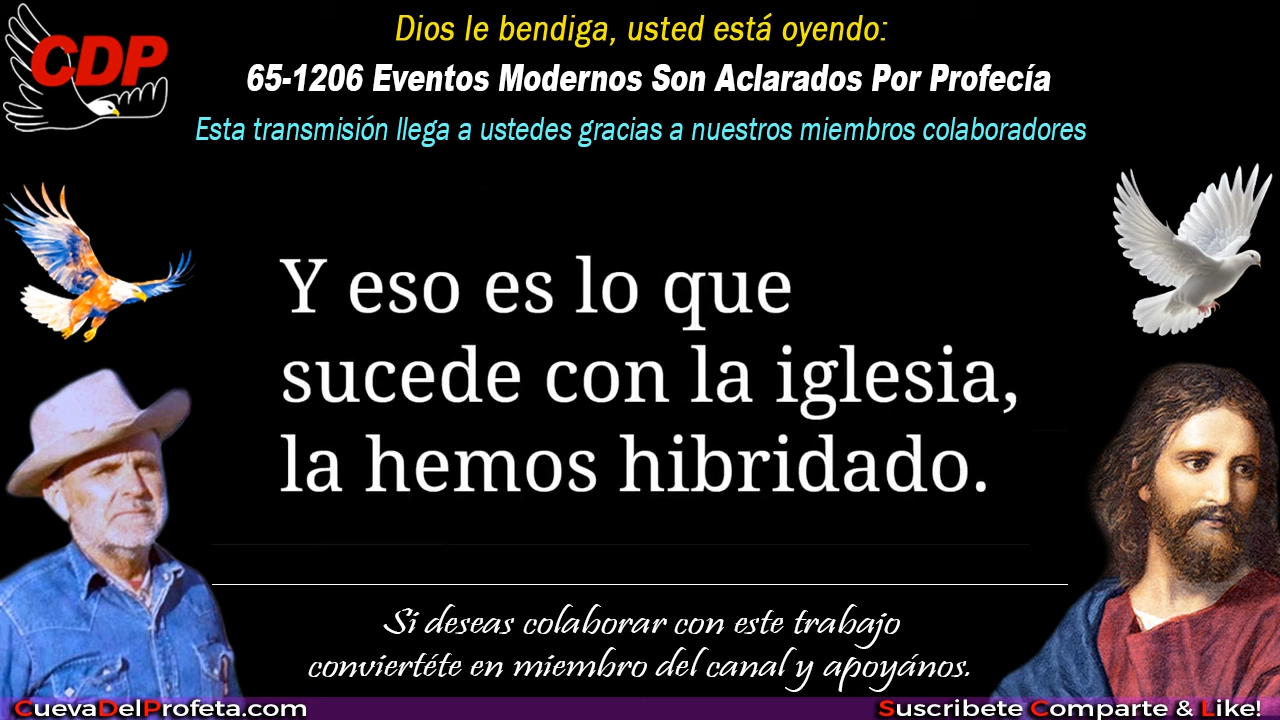 CDP
Dios le bendiga, usted está oyendo:
65-1206 Eventos Modernos Son Aclarados Por Profecía
Esta transmisión llega a ustedes gracias a nuestros miembros colaboradores
Y eso es lo que
sucede con la iglesia,
la hemos hibridado.
Si deseas colaborar con este trabajo
conviertéte en miembro del canal y apoyános.
CuevaDelProfeta.com
Suscribete Comparte & Like!